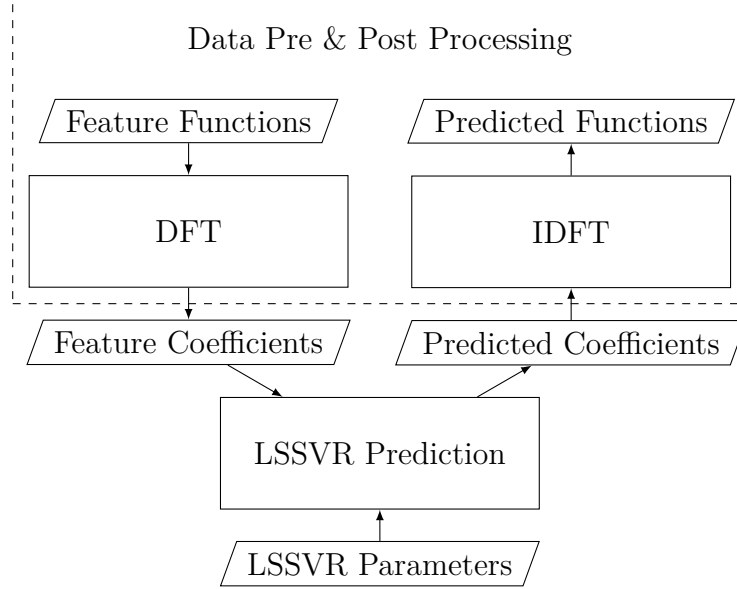 Data Pre & Post Processing
Feature Functions
Predicted Functions
DFT
IDFT
Feature Coefficients
Predicted Coefficients
LSSVR Prediction
LSSVR Parameters